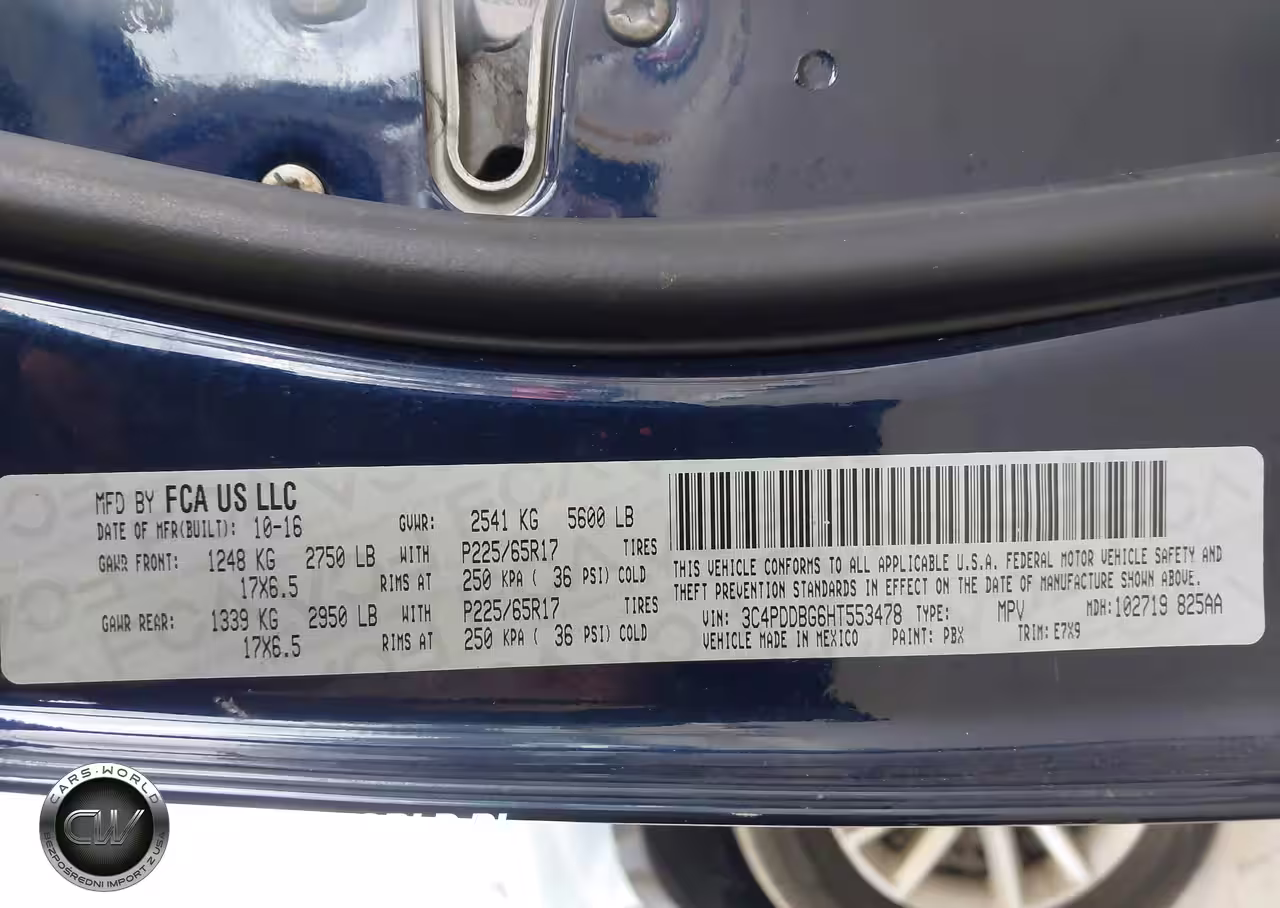 MFD BY FCA US LLC
DATE OF MFR(BUILT): 10-16 GVWR: 2541 KG 5600 LB
GAWR FRONT: 1248 KG 2750 LB WITH P225/65R17 TIRES
17X6.5 RIMS AT 250 KPA ( 36 PSI) COLD
GAWR REAR: 1339 KG 2950 LB WITH P225/65R17 TIRES
17X6.5 RIMS AT 250 KPA ( 36 PSI) COLD
THIS VEHICLE CONFORMS TO ALL APPLICABLE U.S.A. FEDERAL MOTOR VEHICLE SAFETY AND
THEFT PREVENTION STANDARDS IN EFFECT ON THE DATE OF MANUFACTURE SHOWN ABOVE.
VIN: 3C4PDDBG6HT553478 TYPE: MPV MDH:102719 825AA
VEHICLE MADE IN MEXICO PAINT: PBX TRIM: E7X9
CARS-WORLD
CW
BEZPOŚREDNI IMPORT Z USA